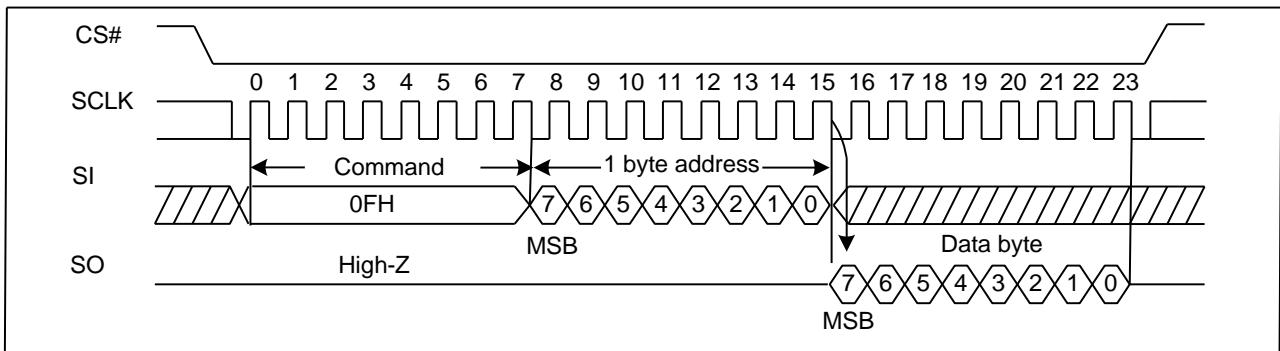 CS#
0 1 2 3 4 5 6 7 8 9 10 11 12 13 14 15 16 17 18 19 20 21 22 23
SCLK
Command 1 byte address
SI
0FH 7 6 5 4 3 2 1 0
MSB Data byte
SO High-Z
7 6 5 4 3 2 1 0
MSB